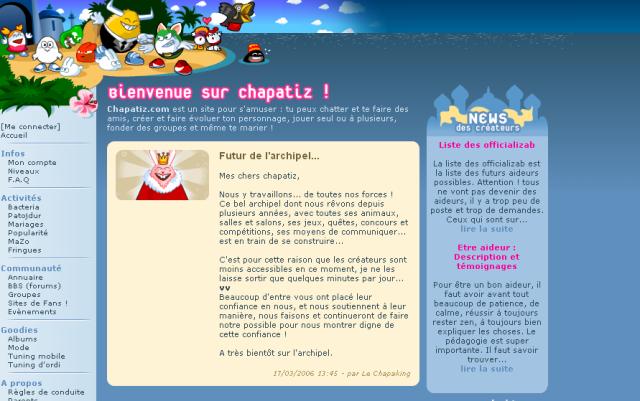 [Me connecter]
Accueil
Infos
Mon compte
Niveaux
F.A.Q
Activités
Bacteria
Patojdur
Mariages
Popularité
MaZo
Fringues
Communauté
Annuaire
BBS (forums)
Groupes
Sites de Fans !
Evènements
Goodies
Albums
Mode
Tuning mobile
Tuning d'ordi
A propos
Règles de conduite
Parents
Bienvenue sur chapatiz !
Chapatiz.com est un site pour s'amuser : tu peux chatter et te faire des
amis, créer et faire évoluer ton personnage, jouer seul ou à plusieurs,
fonder des groupes et même te marier !
Futur de l'archipel...
Mes chers chapatiz,
Nous y travaillons... de toutes nos forces !
Ce bel archipel dont nous rêvons depuis
plusieurs années, avec toutes ses animaux,
salles et salons, ses jeux, quêtes, concours et
compétitions, ses moyens de communiquer...
est en train de se construire...
C'est pour cette raison que les créateurs sont
moins accessibles en ce moment, je ne les
laisse sortir que quelques minutes par jour...
vv
Beaucoup d'entre vous ont placé leur
confiance en nous, et nous soutiennent à leur
manière, nous faisons et continueront de faire
notre possible pour nous montrer digne de
cette confiance !
A très bientôt sur l'archipel.
17/03/2006 13:45 - par Le Chapaking
NEWS
des créateurs
Liste des officializab
La liste des officializab est
la liste des futurs aideurs
possibles. Attention ! tous
ne vont pas devenir des
aideurs, il y a trop peu de
poste et trop de demandes.
Ceux qui sont sur...
lire la suite
Etre aideur :
Description et
témoignages
Pour être un bon aideur, il
faut avoir avant tout
beaucoup de patience, de
calme, réussir à toujours
rester zen, à toujours bien
expliquer les choses. Le
pédagogie est super
importante. Il faut savoir
trouver...
lire la suite